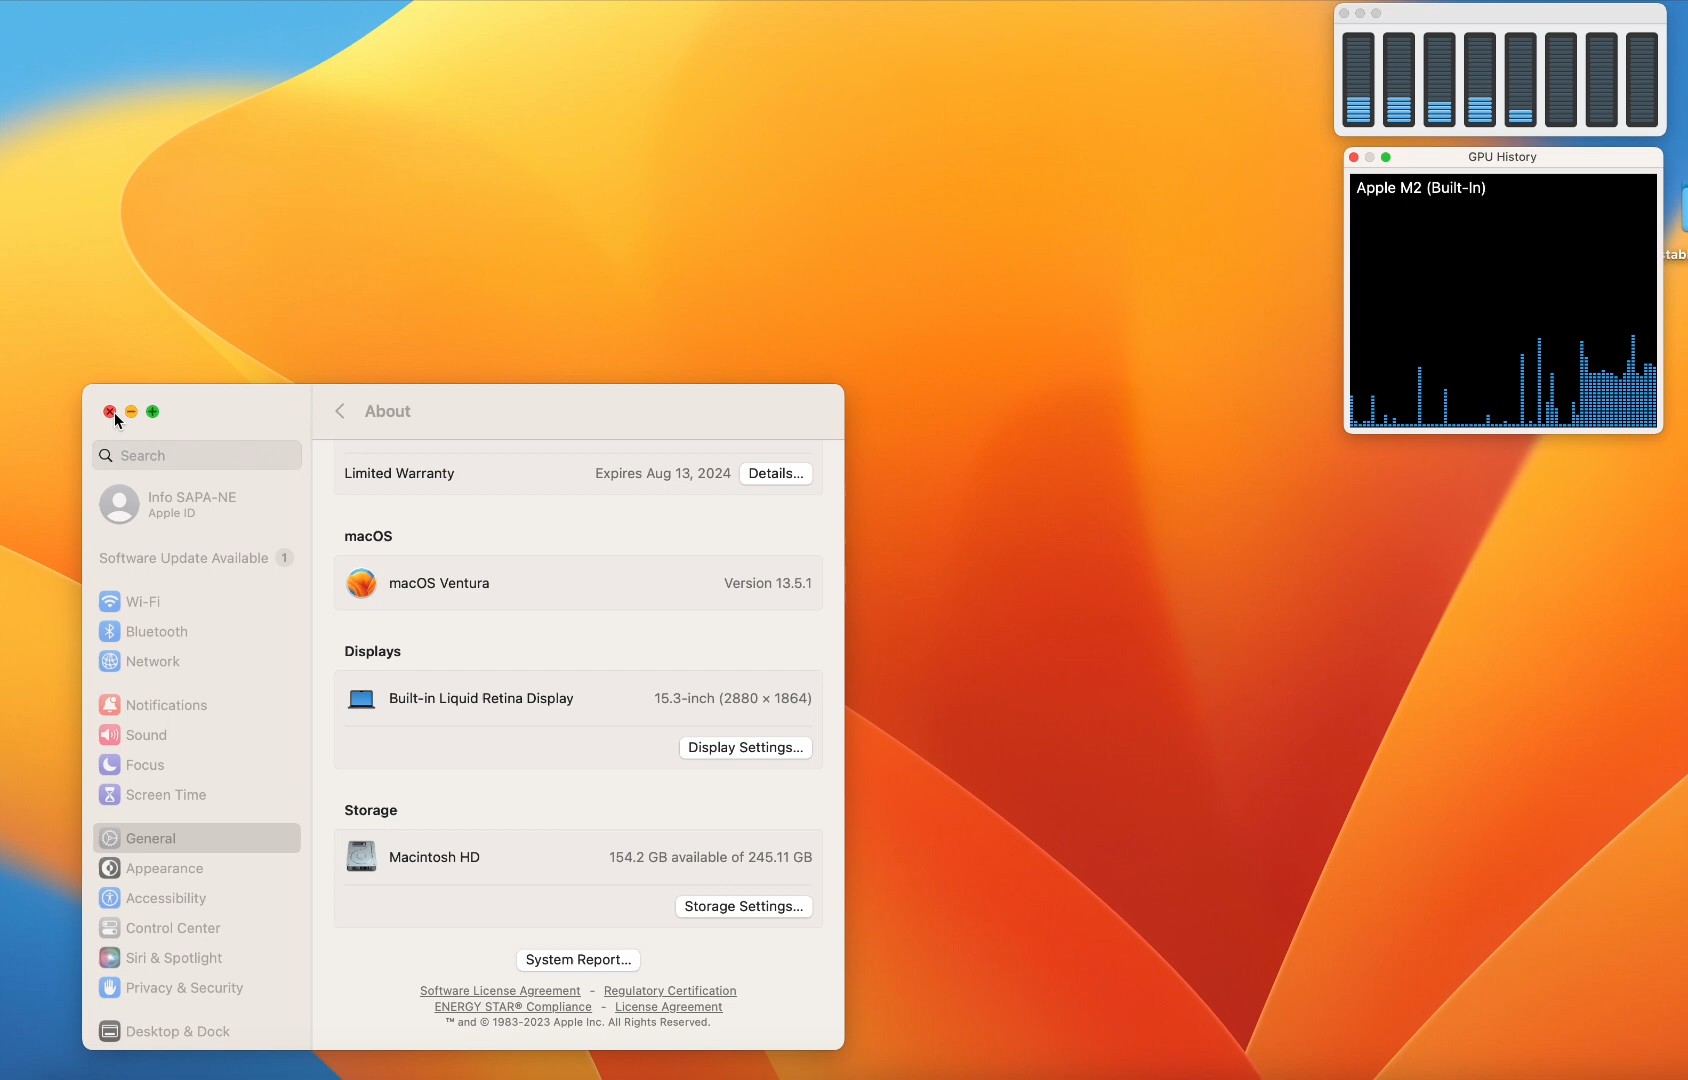 GPU History
Apple M2 (Built-In)
About
Search
Info SAPA-NE
Apple ID
Software Update Available 1
Wi-Fi
Bluetooth
Network
Notifications
Sound
Focus
Screen Time
General
Appearance
Accessibility
Control Center
Siri & Spotlight
Privacy & Security
Desktop & Dock
Limited Warranty Expires Aug 13, 2024 Details...
macOS
macOS Ventura Version 13.5.1
Displays
Built-in Liquid Retina Display 15.3-inch (2880 × 1864)
Display Settings...
Storage
Macintosh HD 154.2 GB available of 245.11 GB
Storage Settings...
System Report...
Software License Agreement - Regulatory Certification
ENERGY STAR® Compliance - License Agreement
™ and © 1983-2023 Apple Inc. All Rights Reserved.